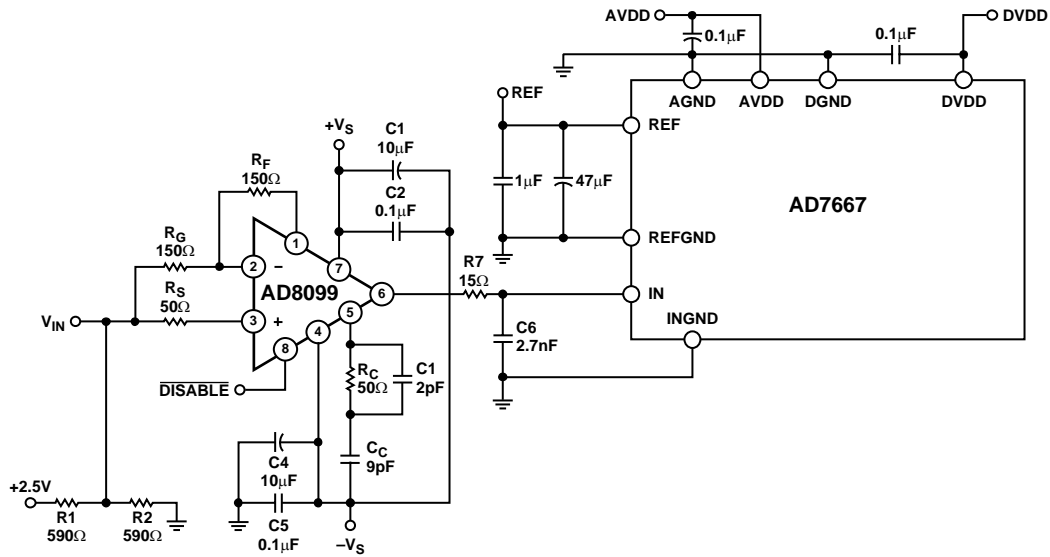 AVDD
DVDD
0.1μF
0.1μF
AGND
AVDD
DGND
DVDD
REF
REF
1μF
47μF
REFGND
AD7667
IN
INGND
+VS
C1
10μF
C2
0.1μF
RF
150Ω
RG
150Ω
RS
50Ω
VIN
AD8099
1
2
–
3
+
4
5
6
7
8
DISABLE
R7
15Ω
C6
2.7nF
RC
50Ω
C1
2pF
CC
9pF
C4
10μF
C5
0.1μF
–VS
+2.5V
R1
590Ω
R2
590Ω